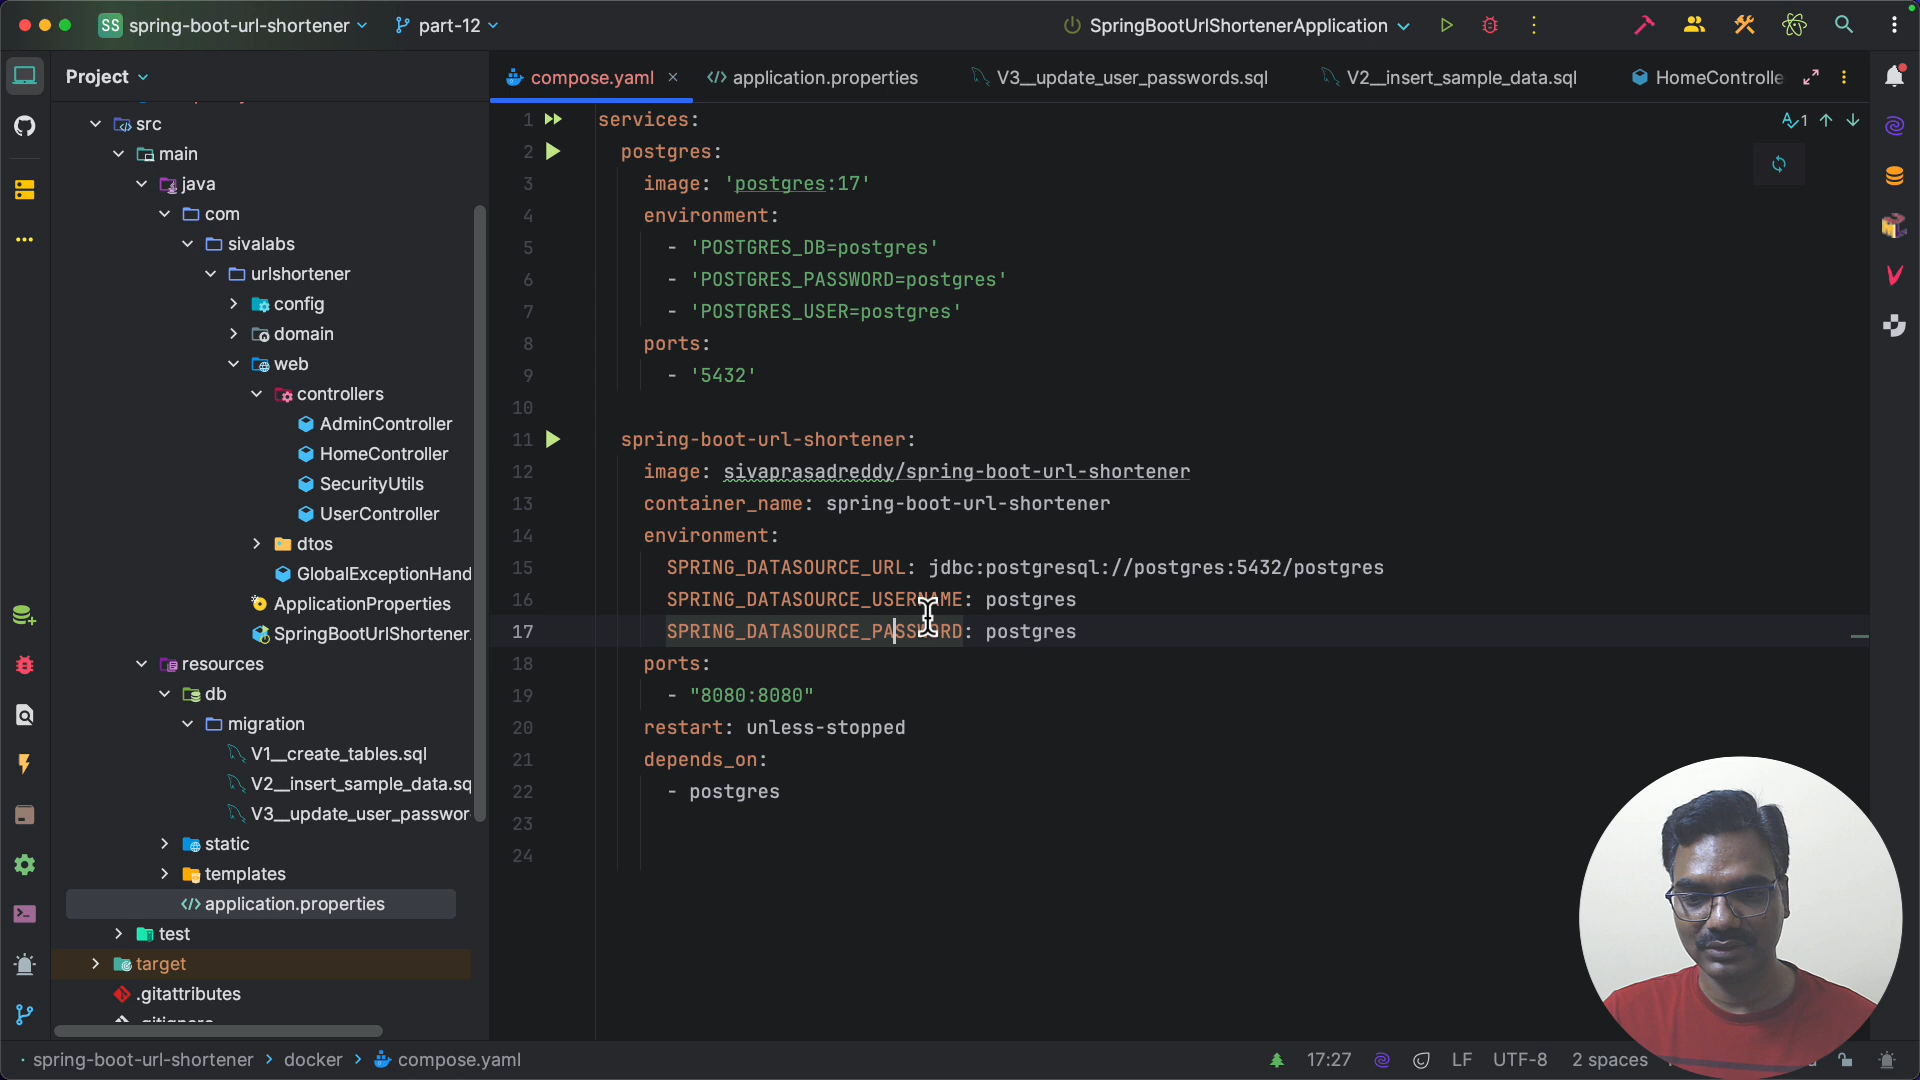 SS spring-boot-url-shortener part-12 SpringBootUrlShortenerApplication
Project
compose.yaml application.properties V3__update_user_passwords.sql V2__insert_sample_data.sql HomeControlle
src
main
java
com
sivalabs
urlshortener
config
domain
web
controllers
AdminController
HomeController
SecurityUtils
UserController
dtos
GlobalExceptionHand
ApplicationProperties
SpringBootUrlShortener
resources
db
migration
V1__create_tables.sql
V2__insert_sample_data.sq
V3__update_user_passwor
static
templates
application.properties
test
target
.gitattributes
.gitignore
1 services:
2 postgres:
3 image: 'postgres:17'
4 environment:
5 - 'POSTGRES_DB=postgres'
6 - 'POSTGRES_PASSWORD=postgres'
7 - 'POSTGRES_USER=postgres'
8 ports:
9 - '5432'
10
11 spring-boot-url-shortener:
12 image: sivaprasadreddy/spring-boot-url-shortener
13 container_name: spring-boot-url-shortener
14 environment:
15 SPRING_DATASOURCE_URL: jdbc:postgresql://postgres:5432/postgres
16 SPRING_DATASOURCE_USERNAME: postgres
17 SPRING_DATASOURCE_PASSWORD: postgres
18 ports:
19 - "8080:8080"
20 restart: unless-stopped
21 depends_on:
22 - postgres
23
24
1
spring-boot-url-shortener > docker > compose.yaml 17:27 LF UTF-8 2 spaces